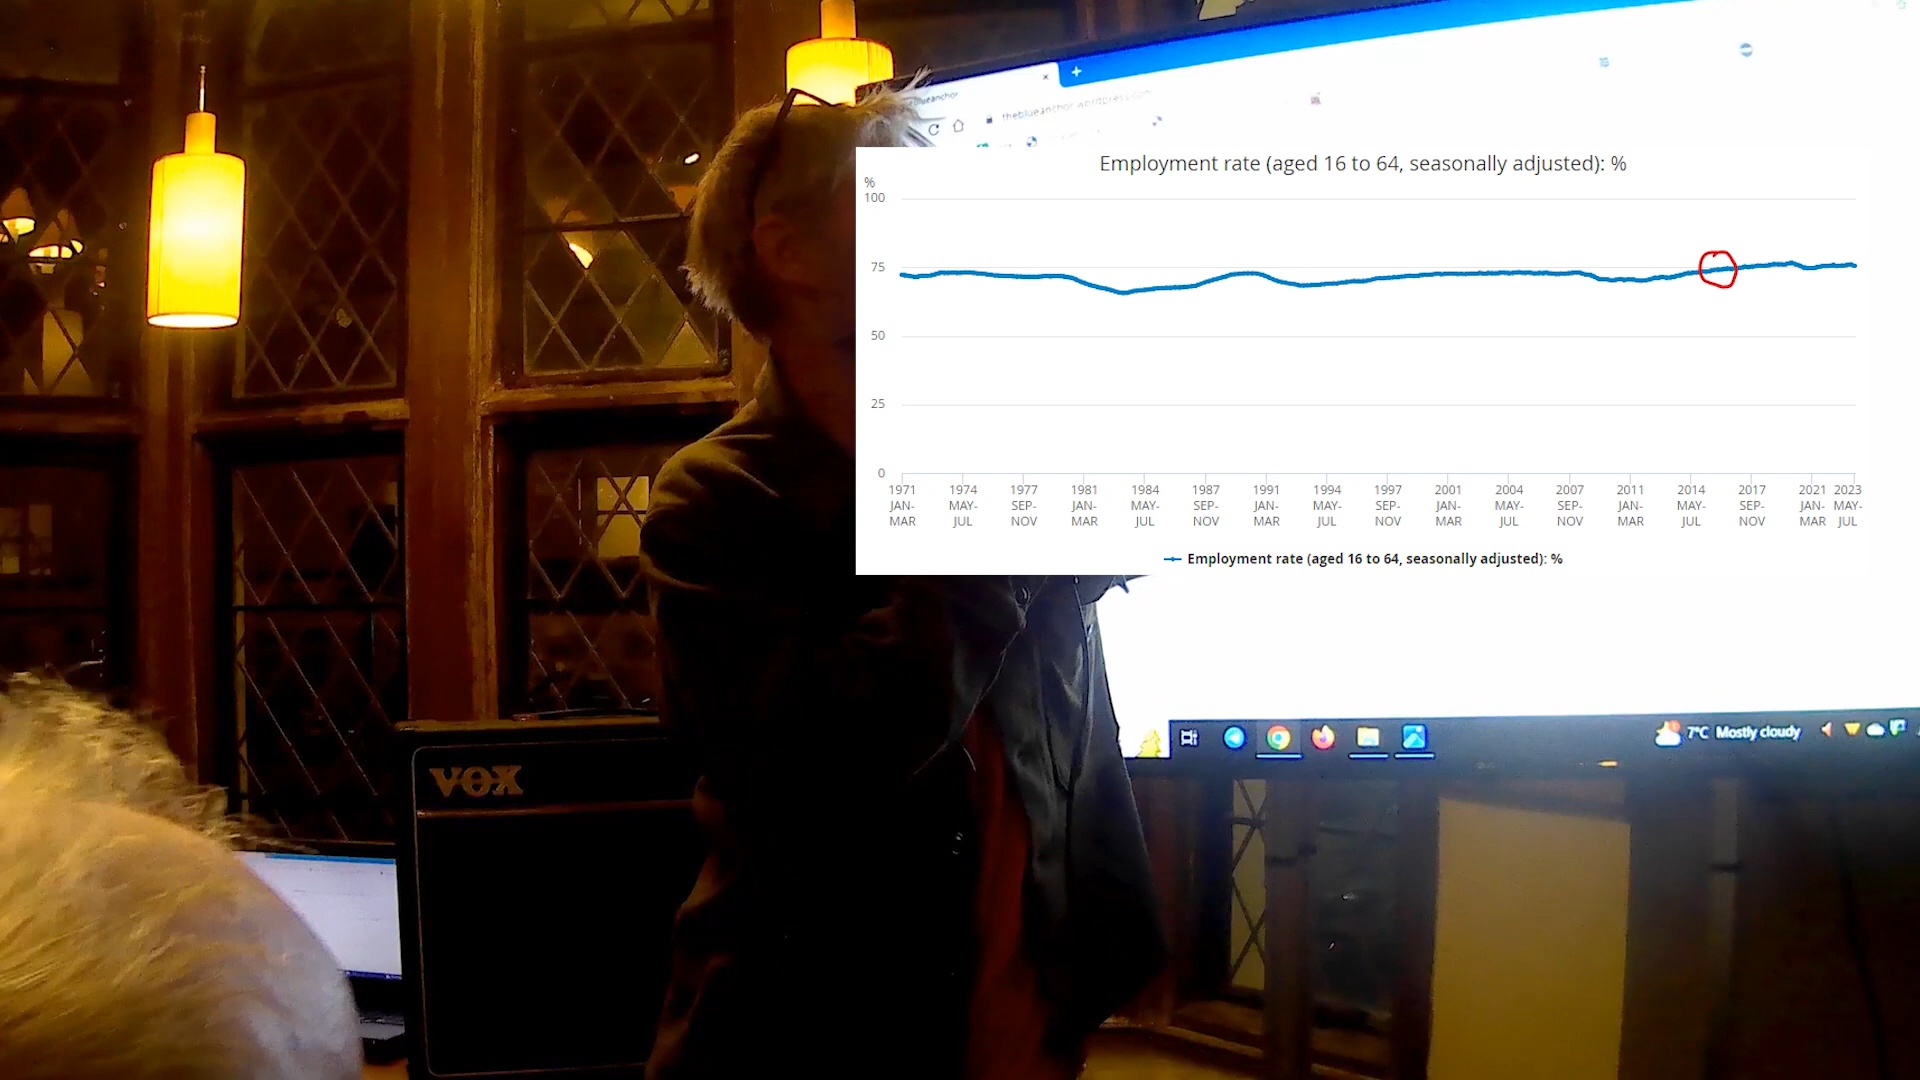 theblueanchor.wordpress.com
Employment rate (aged 16 to 64, seasonally adjusted): %
%
100
75
50
25
0
1971 JAN-MAR
1974 MAY-JUL
1977 SEP-NOV
1981 JAN-MAR
1984 MAY-JUL
1987 SEP-NOV
1991 JAN-MAR
1994 MAY-JUL
1997 SEP-NOV
2001 JAN-MAR
2004 MAY-JUL
2007 SEP-NOV
2011 JAN-MAR
2014 MAY-JUL
2017 SEP-NOV
2021 JAN-MAR
2023 MAY-JUL
Employment rate (aged 16 to 64, seasonally adjusted): %
7°C Mostly cloudy
VOX